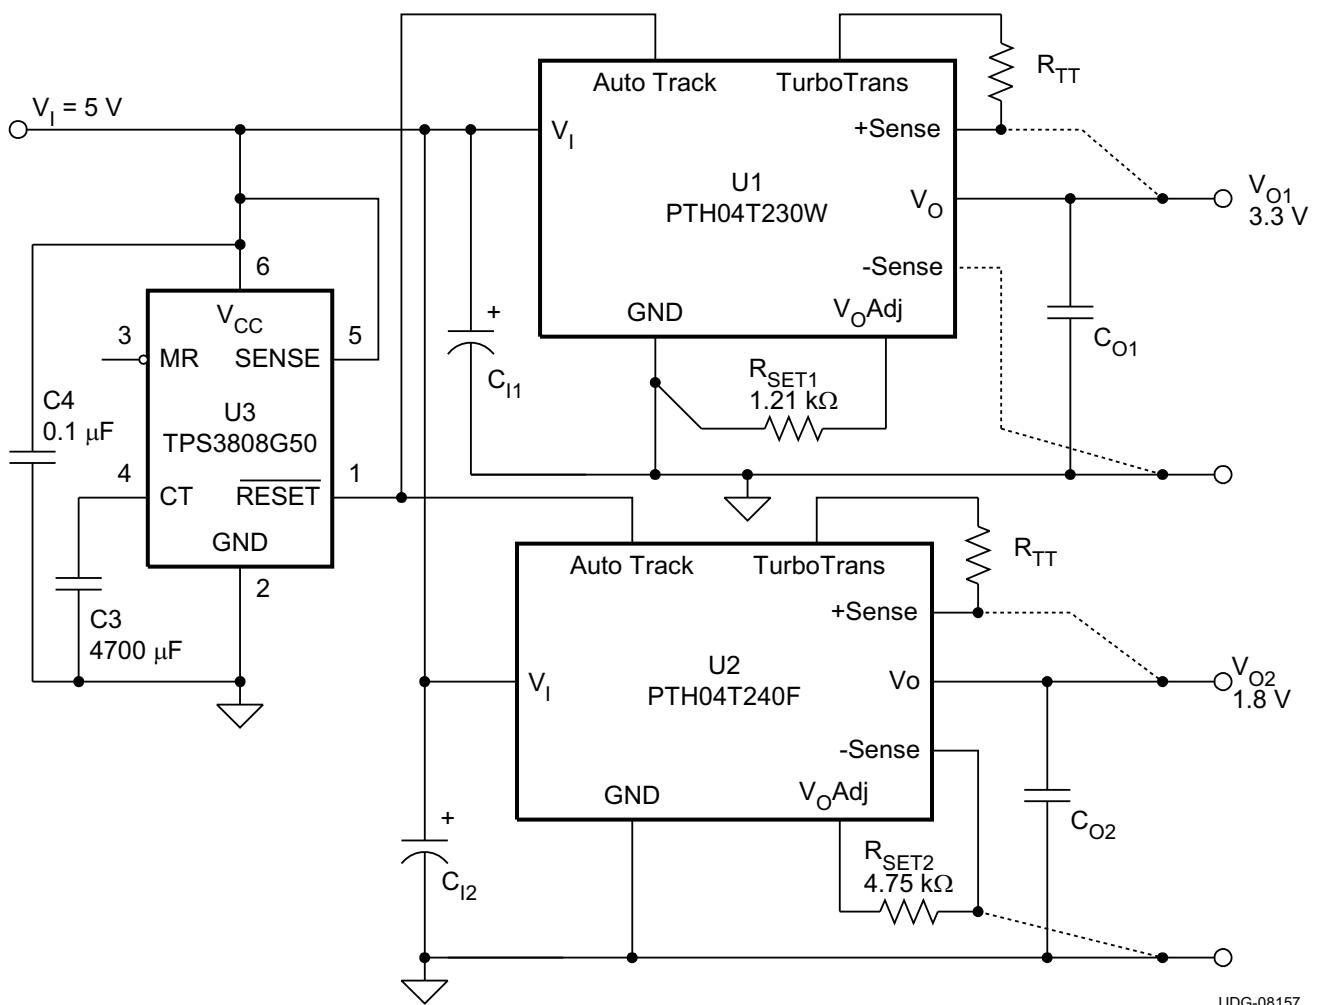 V_I = 5 V
Auto Track
TurboTrans
R_TT
V_I
+Sense
U1
PTH04T230W
V_O
V_O1
3.3 V
-Sense
GND
V_OAdj
+
C_I1
C_O1
R_SET1
1.21 kΩ
6
V_CC
3
5
MR
SENSE
C4
0.1 μF
U3
TPS3808G50
4
1
CT
RESET
GND
2
C3
4700 μF
Auto Track
TurboTrans
R_TT
+Sense
U2
PTH04T240F
V_I
Vo
V_O2
1.8 V
-Sense
GND
V_OAdj
+
C_I2
C_O2
R_SET2
4.75 kΩ
UDG-08157